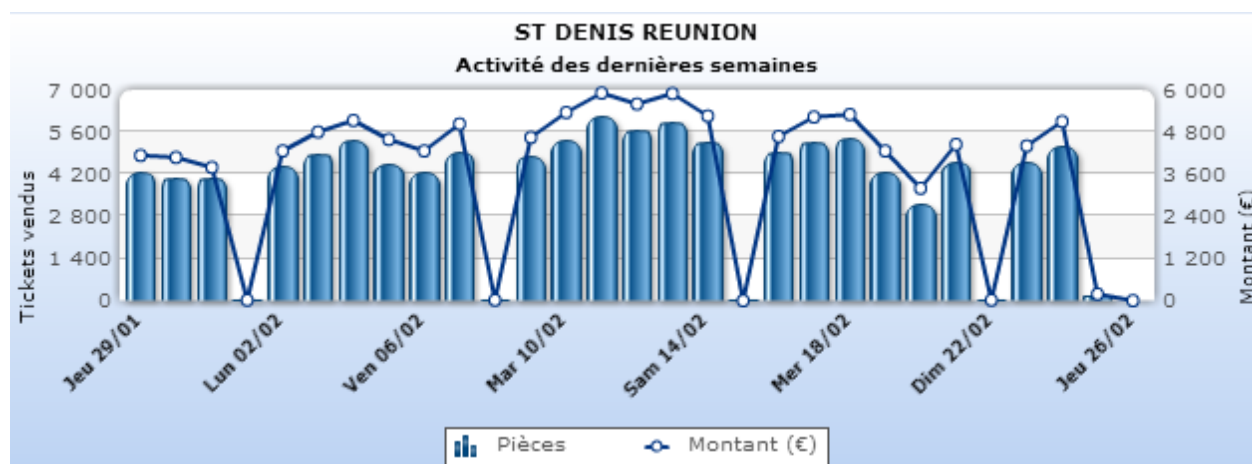 ST DENIS REUNION
Activité des dernières semaines
Tickets vendus
7 000
5 600
4 200
2 800
1 400
0
6 000
4 800
3 600
2 400
1 200
0
Montant (€)
Jeu 29/01
Lun 02/02
Ven 06/02
Mar 10/02
Sam 14/02
Mer 18/02
Dim 22/02
Jeu 26/02
Pièces
Montant (€)